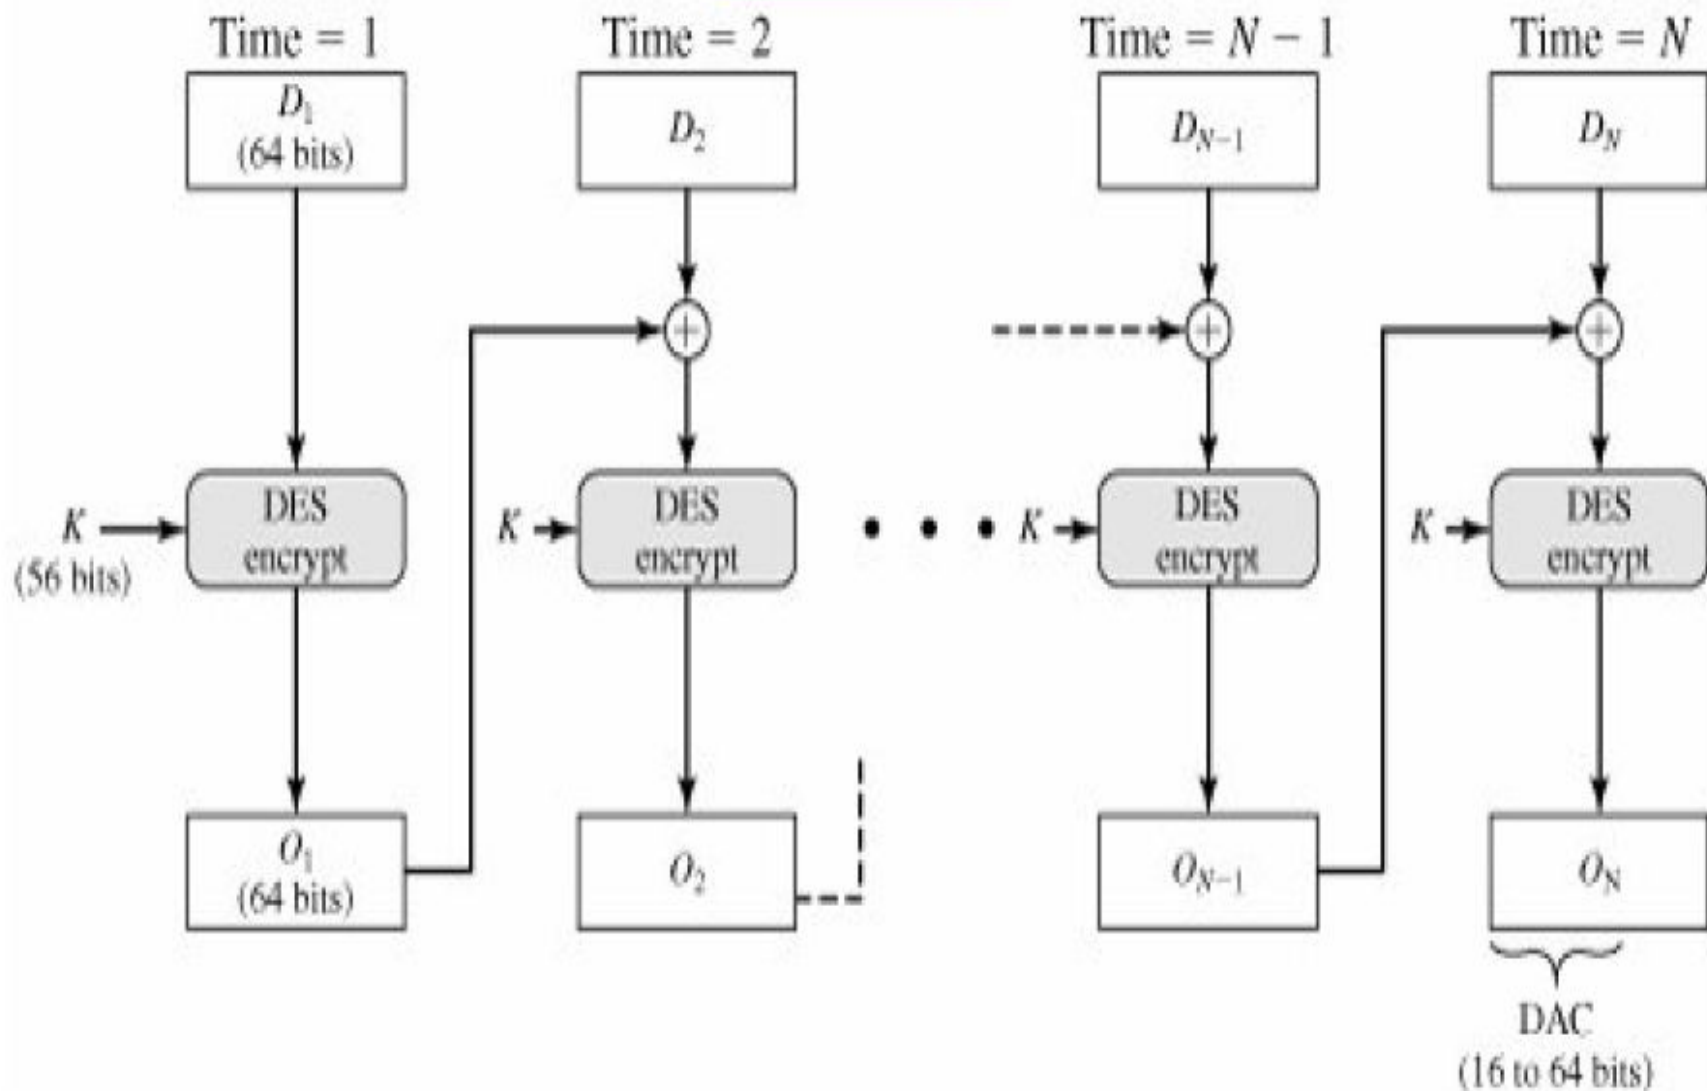 Time = 1
Time = 2
Time = N − 1
Time = N
D₁
(64 bits)
D₂
Dₙ₋₁
Dₙ
+
+
+
K
(56 bits)
DES
encrypt
K
DES
encrypt
K
DES
encrypt
K
DES
encrypt
O₁
(64 bits)
O₂
Oₙ₋₁
Oₙ
DAC
(16 to 64 bits)